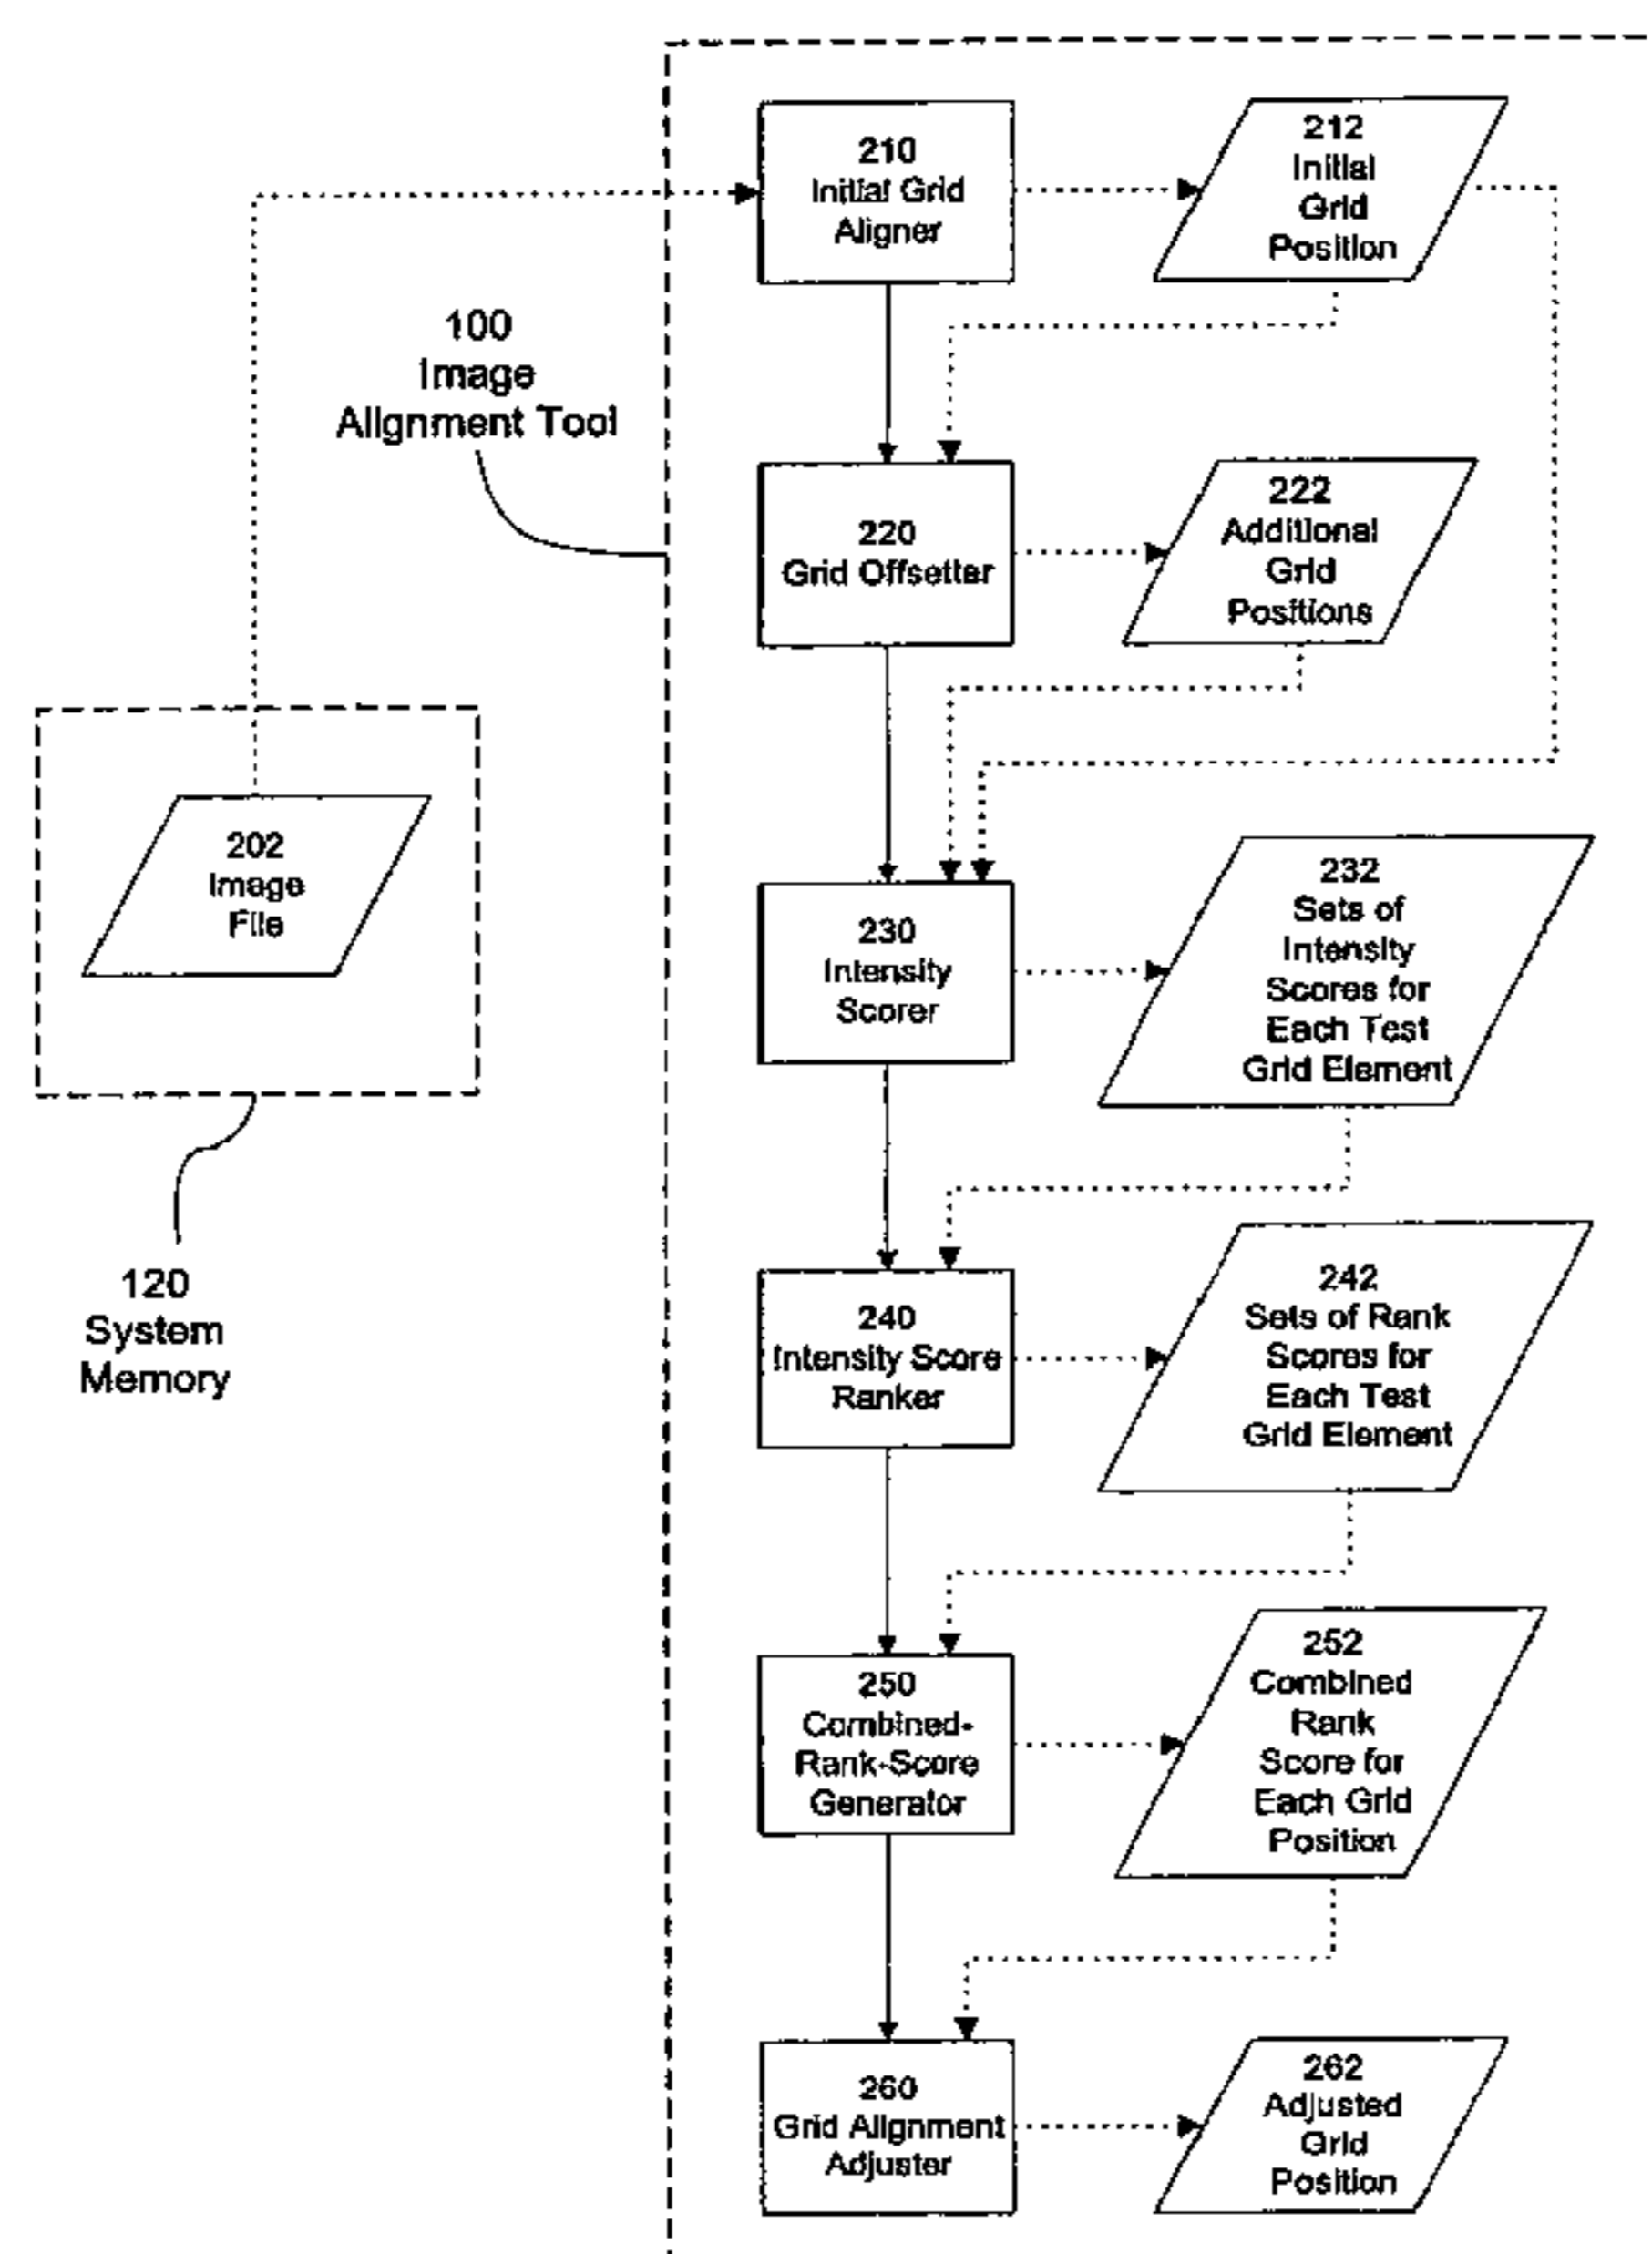 210
Initial Grid
Aligner
212
Initial
Grid
Position
100
Image
Alignment Tool
220
Grid Offsetter
222
Additional
Grid
Positions
202
Image
File
230
Intensity
Scorer
232
Sets of
Intensity
Scores for
Each Test
Grid Element
120
System
Memory
240
Intensity Score
Ranker
242
Sets of Rank
Scores for
Each Test
Grid Element
250
Combined-
Rank-Score
Generator
252
Combined
Rank
Score for
Each Grid
Position
260
Grid Alignment
Adjuster
262
Adjusted
Grid
Position